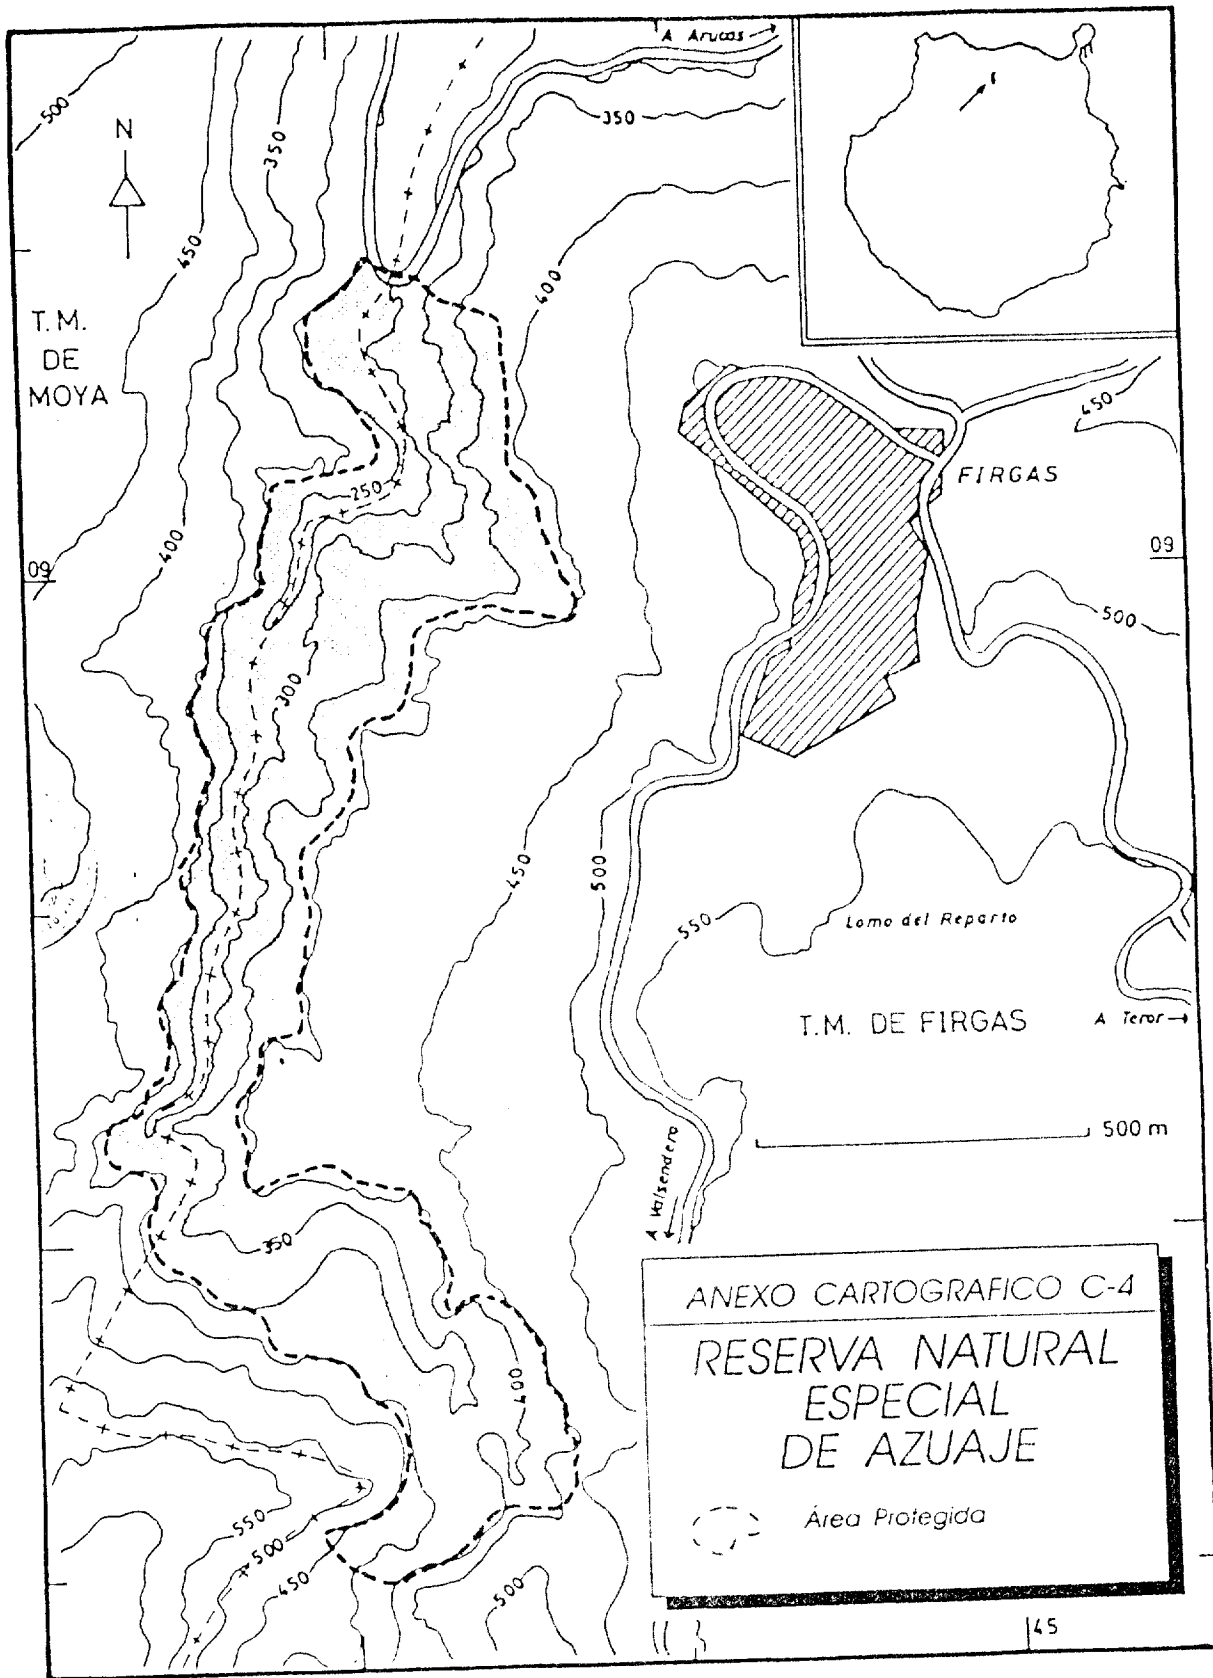 A Arucas →
500
350
350
N
450
400
T.M.
DE
MOYA
450
FIRGAS
250
400
09
09
500
300
450
500
550
Lomo del Reparto
T.M. DE FIRGAS
A Teror →
500 m
A Valsendero
350
400
ANEXO CARTOGRAFICO C-4
RESERVA NATURAL
ESPECIAL
DE AZUAJE
Área Protegida
550
500
450
500
45